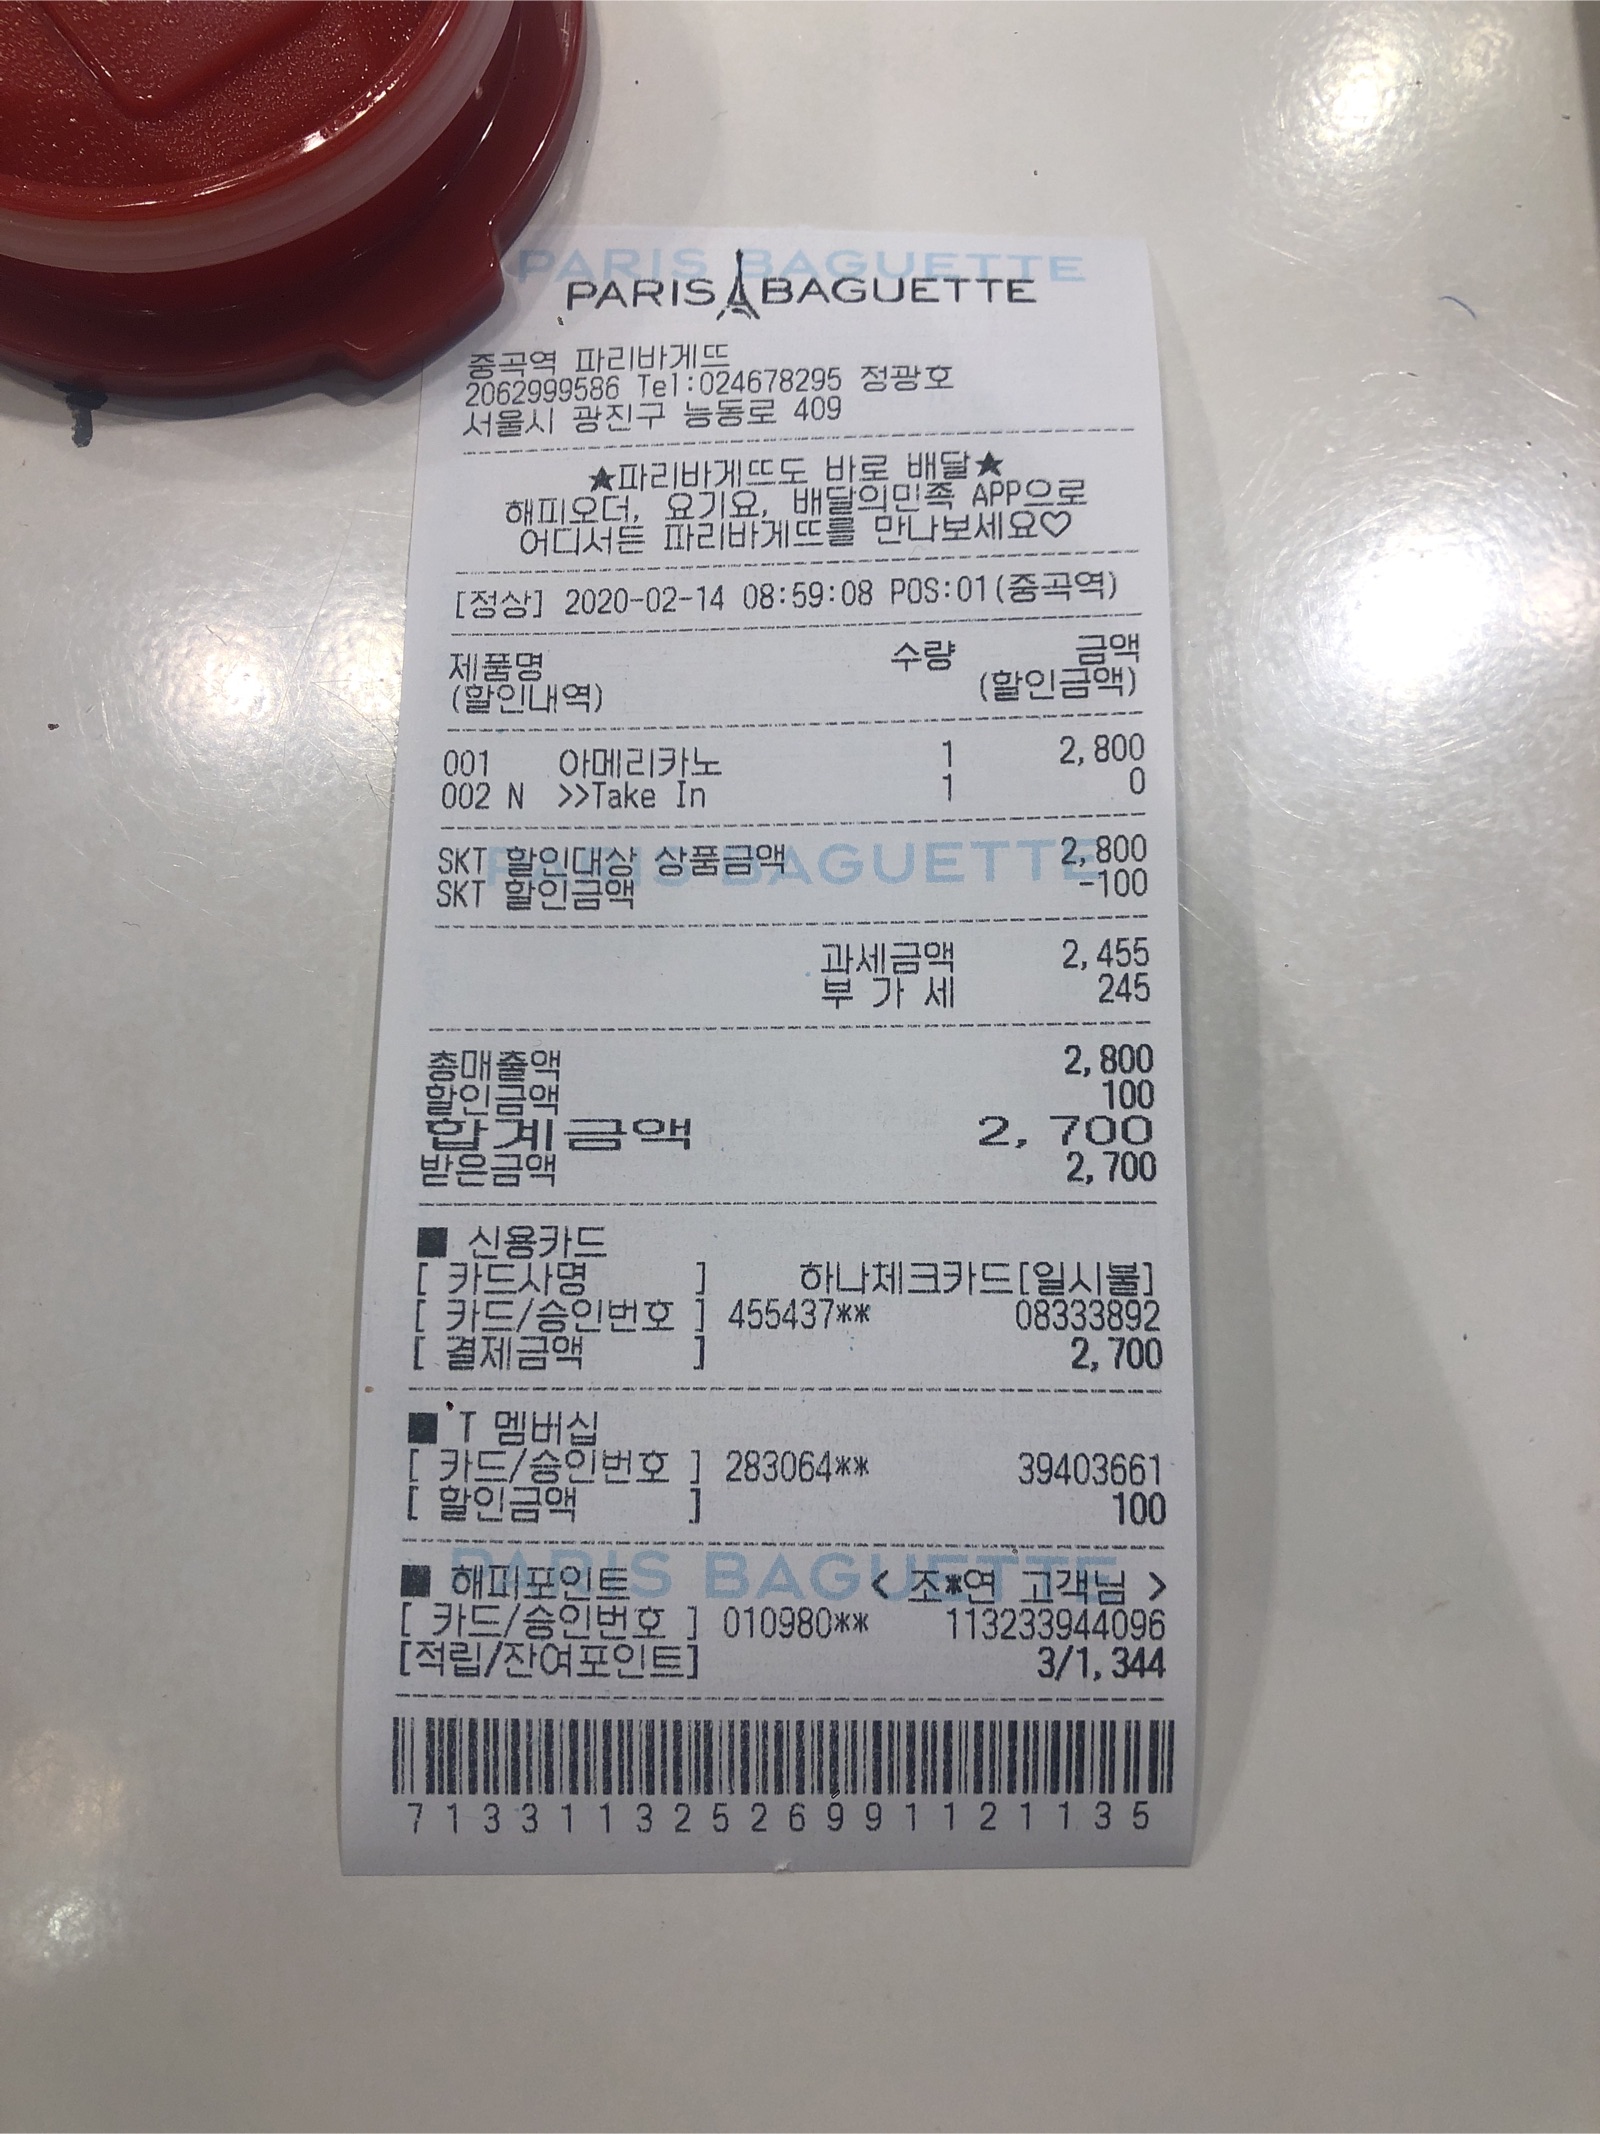 PARIS BAGUETTE
PARIS BAGUETTE
중곡역 파리바게뜨
2062999586 Tel:024678295 정광호
서울시 광진구 능동로 409
★파리바게뜨도 바로 배달★
해피오더, 요기요, 배달의민족 APP으로
어디서든 파리바게뜨를 만나보세요♡
[정상] 2020-02-14 08:59:08 POS:01(중곡역)
제품명 수량 금액
(할인내역) (할인금액)
001 아메리카노 1 2,800
002 N >>Take In 1 0
PARIS BAGUETTE
SKT 할인대상 상품금액 2,800
SKT 할인금액 -100
과세금액 2,455
부 가 세 245
총매출액 2,800
할인금액 100
합계금액 2,700
받은금액 2,700
■ 신용카드
[ 카드사명 ] 하나체크카드[일시불]
[ 카드/승인번호 ] 455437** 08333892
[ 결제금액 ] 2,700
■ T 멤버십
[ 카드/승인번호 ] 283064** 39403661
[ 할인금액 ] 100
PARIS BAGUETTE
■ 해피포인트 < 조*연 고객님 >
[ 카드/승인번호 ] 010980** 113233944096
[적립/잔여포인트] 3/1,344
71331132526991121135